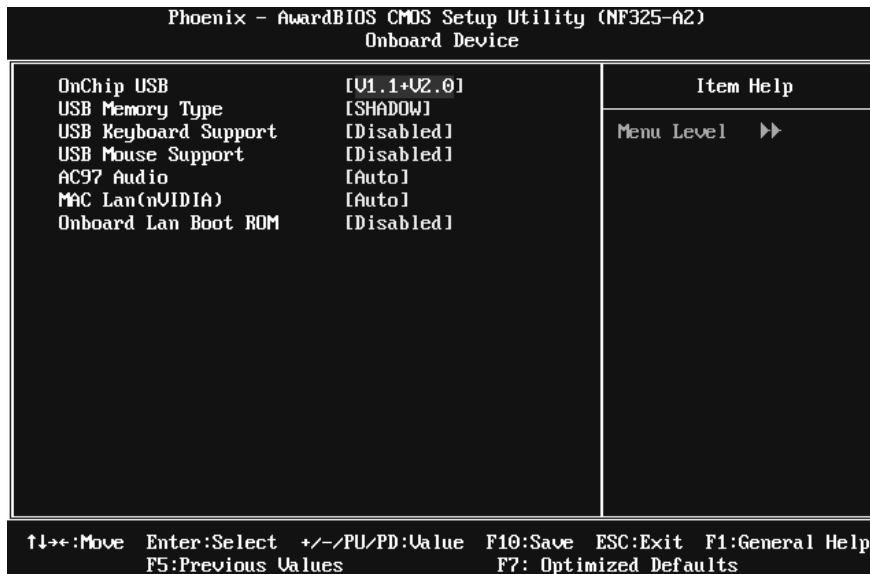 Phoenix - AwardBIOS CMOS Setup Utility (NF325-A2)
Onboard Device
OnChip USB [V1.1+V2.0]
USB Memory Type [SHADOW]
USB Keyboard Support [Disabled]
USB Mouse Support [Disabled]
AC97 Audio [Auto]
MAC Lan(nVIDIA) [Auto]
Onboard Lan Boot ROM [Disabled]
Item Help
Menu Level ▸▸
↑↓→←:Move Enter:Select +/-/PU/PD:Value F10:Save ESC:Exit F1:General Help
F5:Previous Values F7: Optimized Defaults